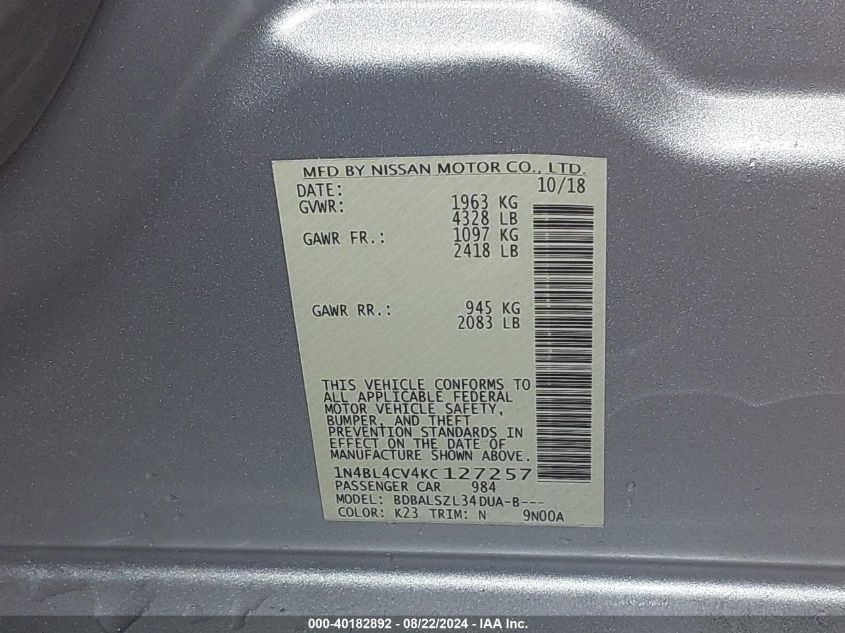 MFD BY NISSAN MOTOR CO., LTD.
DATE: 10/18
GVWR: 1963 KG
4328 LB
GAWR FR.: 1097 KG
2418 LB
GAWR RR.: 945 KG
2083 LB
THIS VEHICLE CONFORMS TO
ALL APPLICABLE FEDERAL
MOTOR VEHICLE SAFETY,
BUMPER, AND THEFT
PREVENTION STANDARDS IN
EFFECT ON THE DATE OF
MANUFACTURE SHOWN ABOVE.
1N4BL4CV4KC127257
PASSENGER CAR 984
MODEL: BDBALSZL34DUA-B---
COLOR: K23 TRIM: N 9N00A
000-40182892 - 08/22/2024 - IAA Inc.